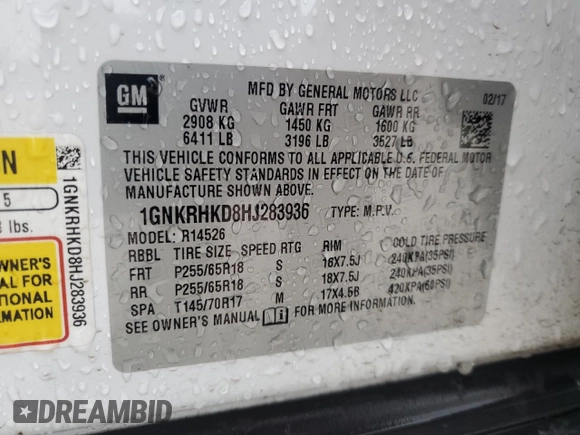 GM
MFD BY GENERAL MOTORS LLC
02/17
GVWR GAWR FRT GAWR RR
2908 KG 1450 KG 1600 KG
6411 LB 3196 LB 3527 LB
THIS VEHICLE CONFORMS TO ALL APPLICABLE U.S. FEDERAL MOTOR
VEHICLE SAFETY STANDARDS IN EFFECT ON THE DATE OF
MANUFACTURE SHOWN ABOVE.
1GNKRHKD8HJ283936 TYPE: M.P.V.
MODEL: R14526
RBBL TIRE SIZE SPEED RTG RIM COLD TIRE PRESSURE
FRT P255/65R18 S 18X7.5J 240KPA(35PSI)
RR P255/65R18 S 18X7.5J 240KPA(35PSI)
SPA T145/70R17 M 17X4.5B 420KPA(60PSI)
SEE OWNER'S MANUAL FOR MORE INFORMATION.
ON
5
lbs.
WNER'S
AL FOR
TIONAL
RMATION
1GNKRHKD8HJ283936
DREAMBID